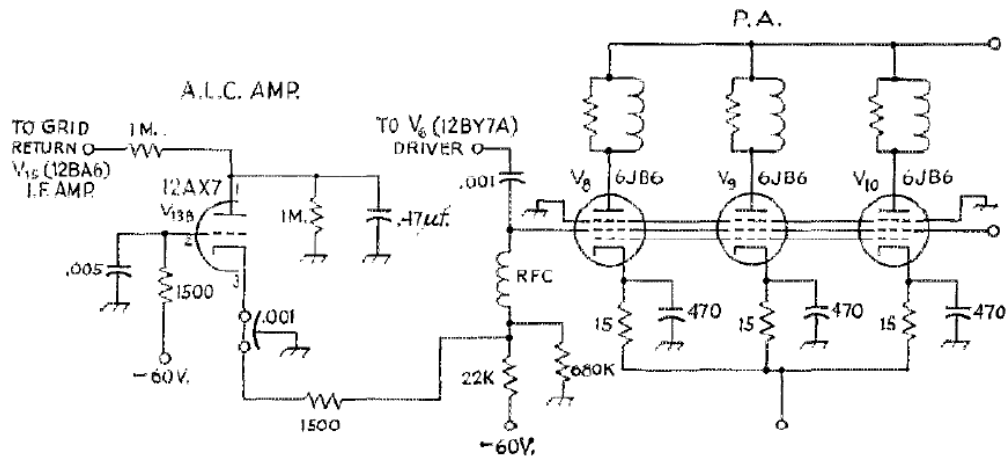 P.A.
A.L.C. AMP.
TO GRID
RETURN
V15 (12BA6)
I.F. AMP.
1M.
TO V6 (12BY7A)
DRIVER
.001
12AX7
1
V13B
2
3
1M.
.47µf.
.005
1500
-60V.
.001
1500
RFC
22K
680K
-60V.
V8
6JB6
V9
6JB6
V10
6JB6
15
470
15
470
15
470